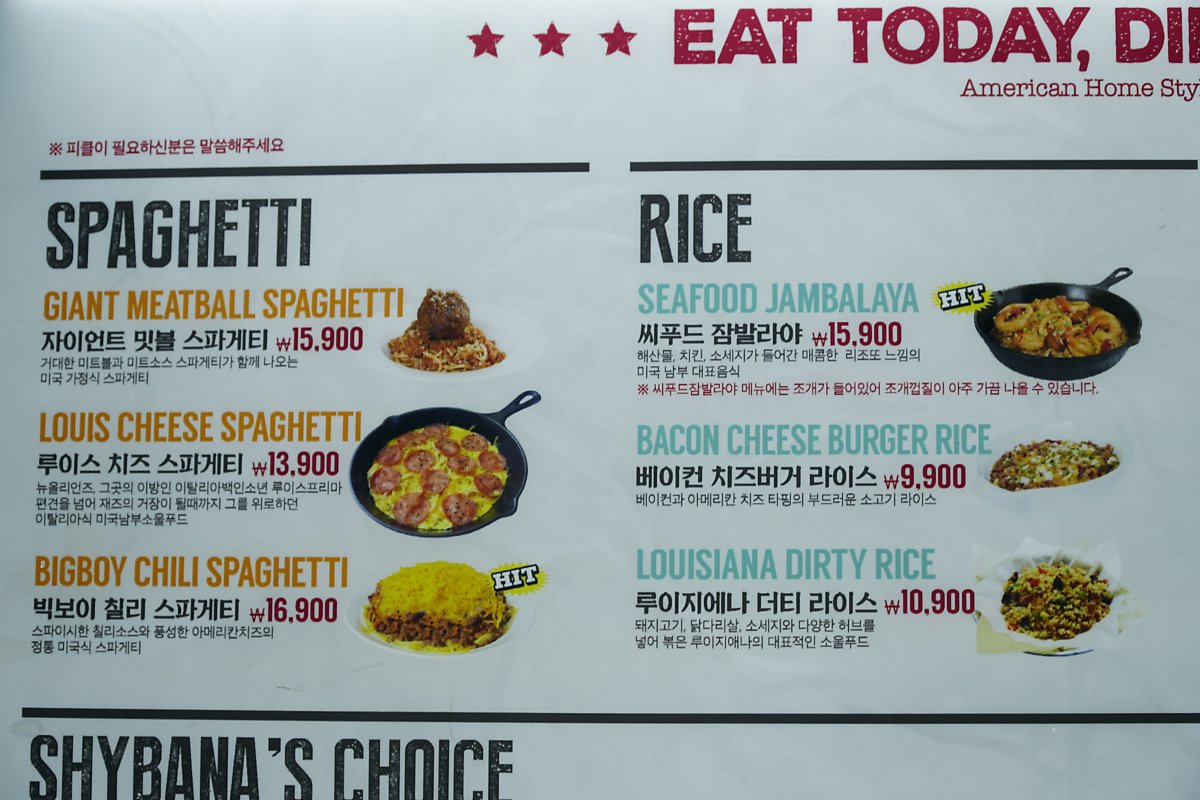 EAT TODAY, DI
American Home Sty
※ 피클이 필요하신분은 말씀해주세요
SPAGHETTI
GIANT MEATBALL SPAGHETTI
자이언트 밋볼 스파게티 ₩15,900
거대한 미트볼과 미트소스 스파게티가 함께 나오는
미국 가정식 스파게티
LOUIS CHEESE SPAGHETTI
루이스 치즈 스파게티 ₩13,900
뉴올리언즈, 그곳의 이방인 이탈리아백인소년 루이스프리마
편견을 넘어 재즈의 거장이 될때까지 그를 위로하던
이탈리아식 미국남부소울푸드
BIGBOY CHILI SPAGHETTI
HIT
빅보이 칠리 스파게티 ₩16,900
스파이시한 칠리소스와 풍성한 아메리칸치즈의
정통 미국식 스파게티
RICE
SEAFOOD JAMBALAYA
HIT
씨푸드 잠발라야 ₩15,900
해산물, 치킨, 소세지가 들어간 매콤한 리조또 느낌의
미국 남부 대표음식
※ 씨푸드잠발라야 메뉴에는 조개가 들어있어 조개껍질이 아주 가끔 나올 수 있습니다.
BACON CHEESE BURGER RICE
베이컨 치즈버거 라이스 ₩9,900
베이컨과 아메리칸 치즈 타핑의 부드러운 소고기 라이스
LOUISIANA DIRTY RICE
루이지에나 더티 라이스 ₩10,900
돼지고기, 닭다리살, 소세지와 다양한 허브를
넣어 볶은 루이지애나의 대표적인 소울푸드
SHYBANA'S CHOICE